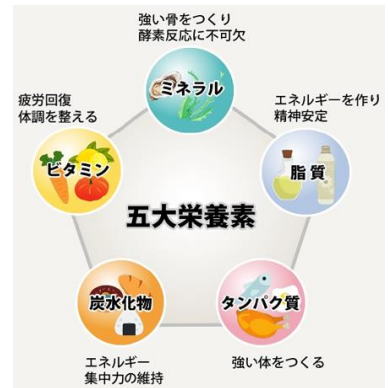 強い骨をつくり
酵素反応に不可欠
ミネラル
疲労回復
体調を整える
ビタミン
エネルギーを作り
精神安定
脂質
五大栄養素
炭水化物
エネルギー
集中力の維持
タンパク質
強い体をつくる